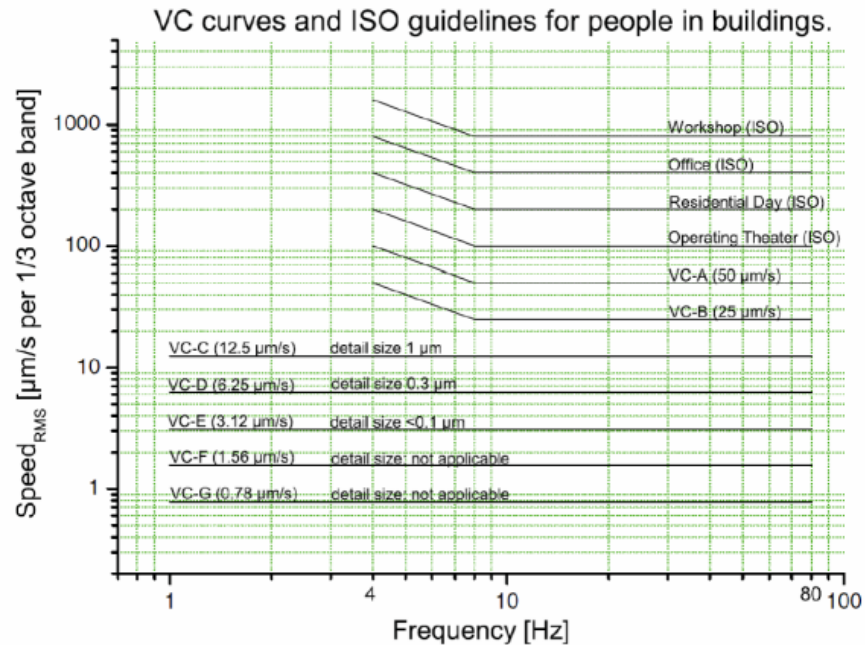 VC curves and ISO guidelines for people in buildings.
Speed_RMS [μm/s per 1/3 octave band]
1000
100
10
1
Workshop (ISO)
Office (ISO)
Residential Day (ISO)
Operating Theater (ISO)
VC-A (50 μm/s)
VC-B (25 μm/s)
VC-C (12.5 μm/s) detail size 1 μm
VC-D (6.25 μm/s) detail size 0.3 μm
VC-E (3.12 μm/s) detail size <0.1 μm
VC-F (1.56 μm/s) detail size: not applicable
VC-G (0.78 μm/s) detail size: not applicable
1 4 10 80 100
Frequency [Hz]